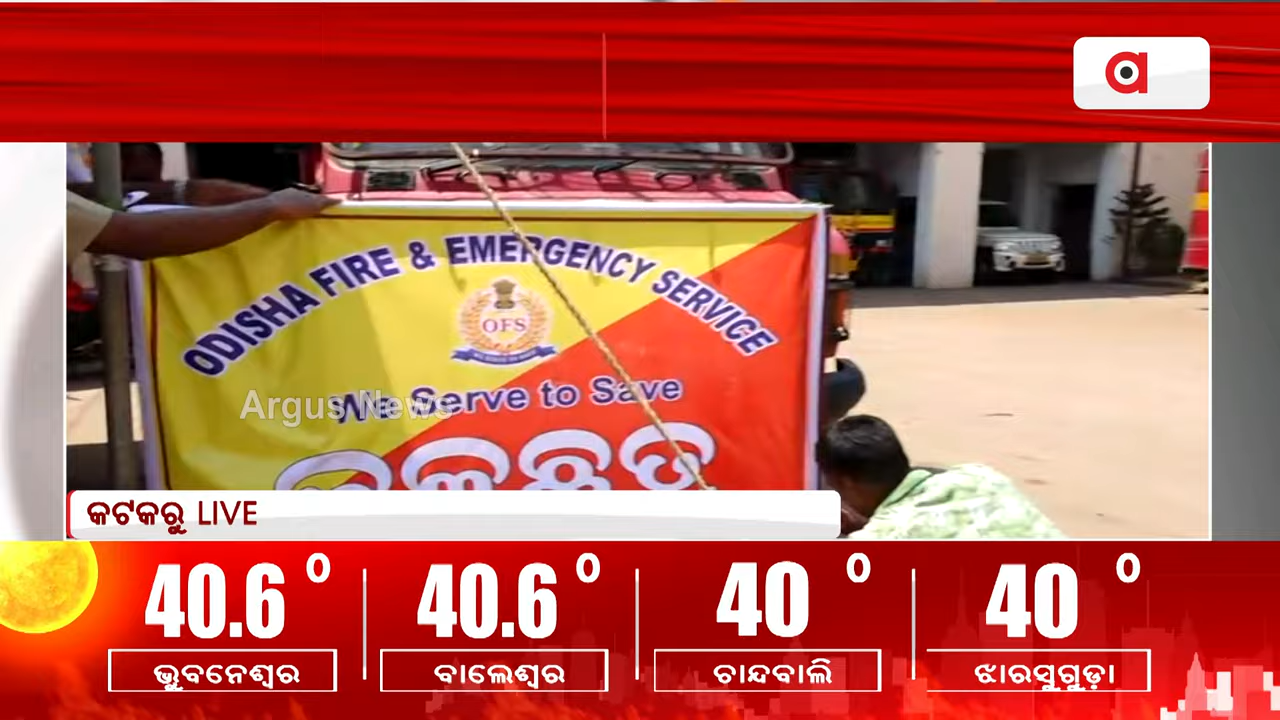 a
ODISHA FIRE & EMERGENCY SERVICE
OFS
We Serve to Save
Argus News
କଟକରୁ LIVE
40.6°
40.6°
40°
40°
ଭୁବନେଶ୍ୱର
ବାଲେଶ୍ୱର
ଚାନ୍ଦବାଲି
ଝାରସୁଗୁଡ଼ା